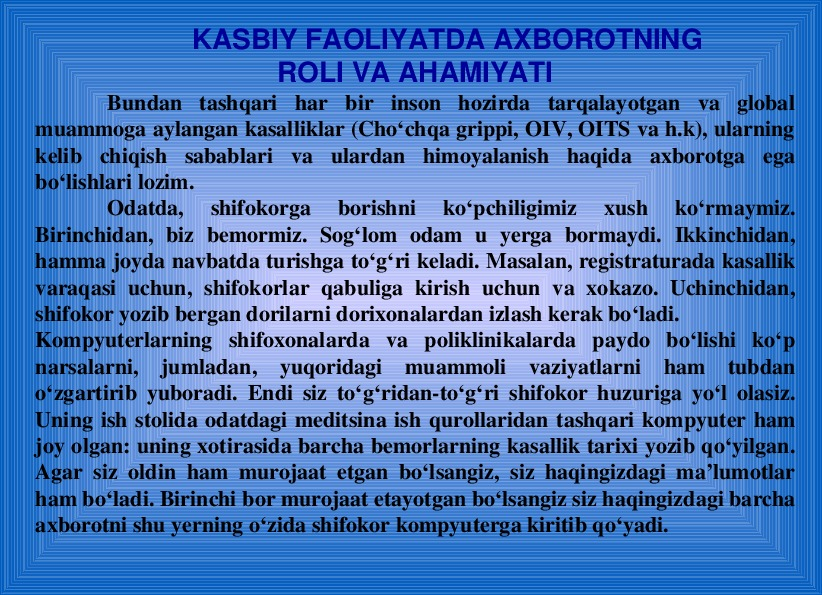 KASBIY FAOLIYATDA AXBOROTNING
ROLI VA AHAMIYATI
Bundan tashqari har bir inson hozirda tarqalayotgan va global
muammoga aylangan kasalliklar (Cho‘chqa grippi, OIV, OITS va h.k), ularning
kelib chiqish sabablari va ulardan himoyalanish haqida axborotga ega
bo‘lishlari lozim.
Odatda, shifokorga borishni ko‘pchiligimiz xush ko‘rmaymiz.
Birinchidan, biz bemormiz. Sog‘lom odam u yerga bormaydi. Ikkinchidan,
hamma joyda navbatda turishga to‘g‘ri keladi. Masalan, registraturada kasallik
varaqasi uchun, shifokorlar qabuliga kirish uchun va xokazo. Uchinchidan,
shifokor yozib bergan dorilarni dorixonalardan izlash kerak bo‘ladi.
Kompyuterlarning shifoxonalarda va poliklinikalarda paydo bo‘lishi ko‘p
narsalarni, jumladan, yuqoridagi muammoli vaziyatlarni ham tubdan
o‘zgartirib yuboradi. Endi siz to‘g‘ridan-to‘g‘ri shifokor huzuriga yo‘l olasiz.
Uning ish stolida odatdagi meditsina ish qurollaridan tashqari kompyuter ham
joy olgan: uning xotirasida barcha bemorlarning kasallik tarixi yozib qo‘yilgan.
Agar siz oldin ham murojaat etgan bo‘lsangiz, siz haqingizdagi ma’lumotlar
ham bo‘ladi. Birinchi bor murojaat etayotgan bo‘lsangiz siz haqingizdagi barcha
axborotni shu yerning o‘zida shifokor kompyuterga kiritib qo‘yadi.